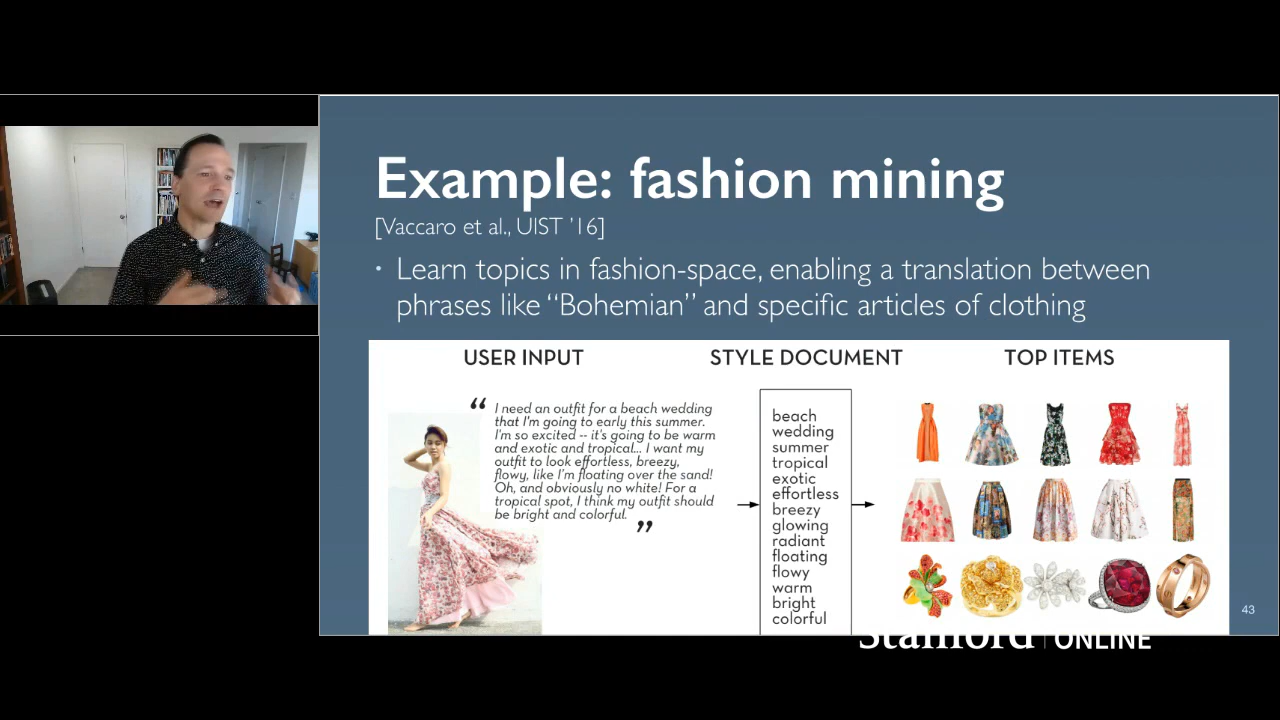 Example: fashion mining
[Vaccaro et al., UIST ’16]
• Learn topics in fashion-space, enabling a translation between
phrases like “Bohemian” and specific articles of clothing
USER INPUT
STYLE DOCUMENT
TOP ITEMS
“ I need an outfit for a beach wedding
that I'm going to early this summer.
I'm so excited -- it's going to be warm
and exotic and tropical... I want my
outfit to look effortless, breezy,
flowy, like I'm floating over the sand!
Oh, and obviously no white! For a
tropical spot, I think my outfit should
be bright and colorful. ”
beach
wedding
summer
tropical
exotic
effortless
breezy
glowing
radiant
floating
flowy
warm
bright
colorful
43
Stanford | ONLINE